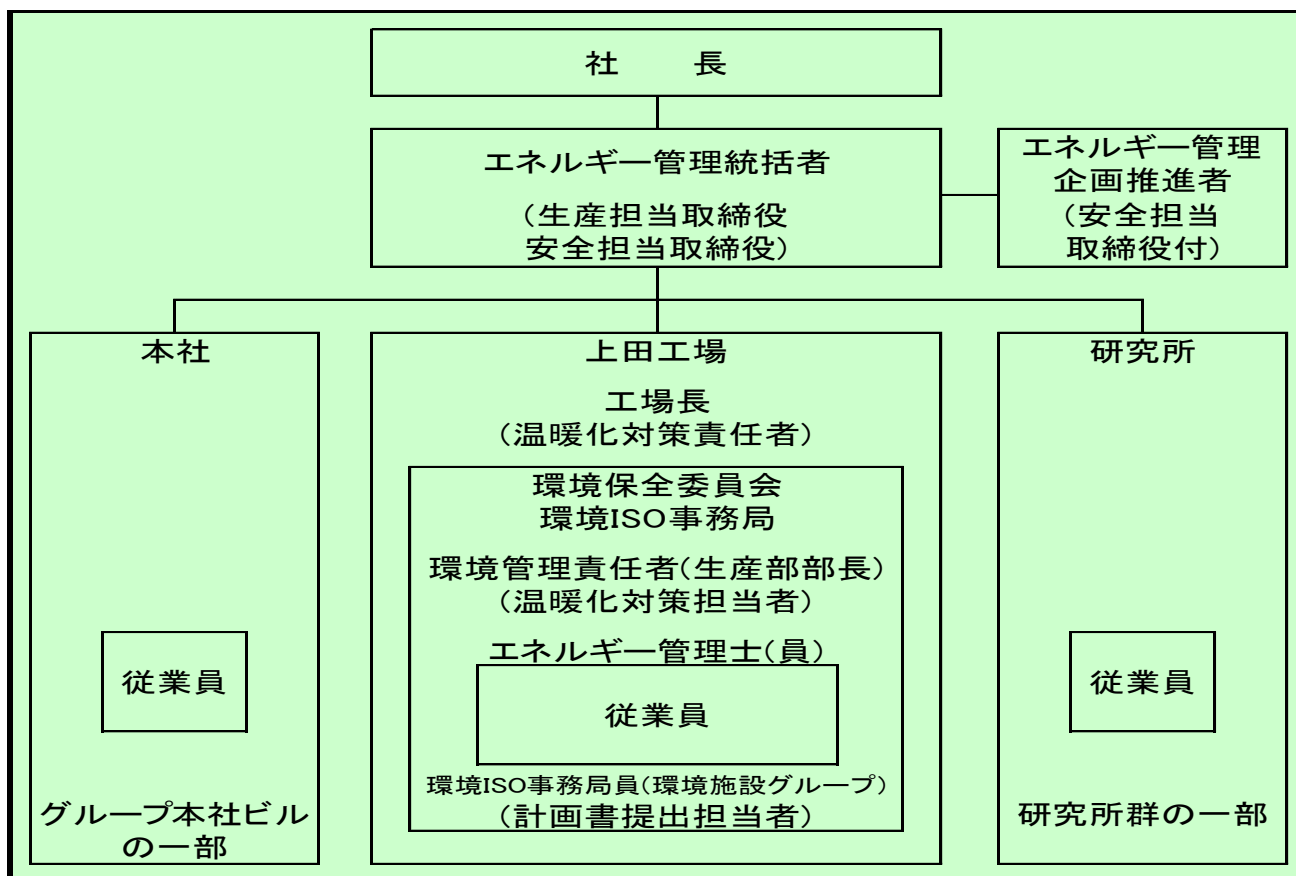 社　　長
エネルギー管理統括者
（生産担当取締役
安全担当取締役）
エネルギー管理
企画推進者
（安全担当
取締役付）
本社
従業員
グループ本社ビル
の一部
上田工場
工場長
（温暖化対策責任者）
環境保全委員会
環境ISO事務局
環境管理責任者（生産部部長）
（温暖化対策担当者）
エネルギー管理士（員）
従業員
環境ISO事務局員（環境施設グループ）
（計画書提出担当者）
研究所
従業員
研究所群の一部